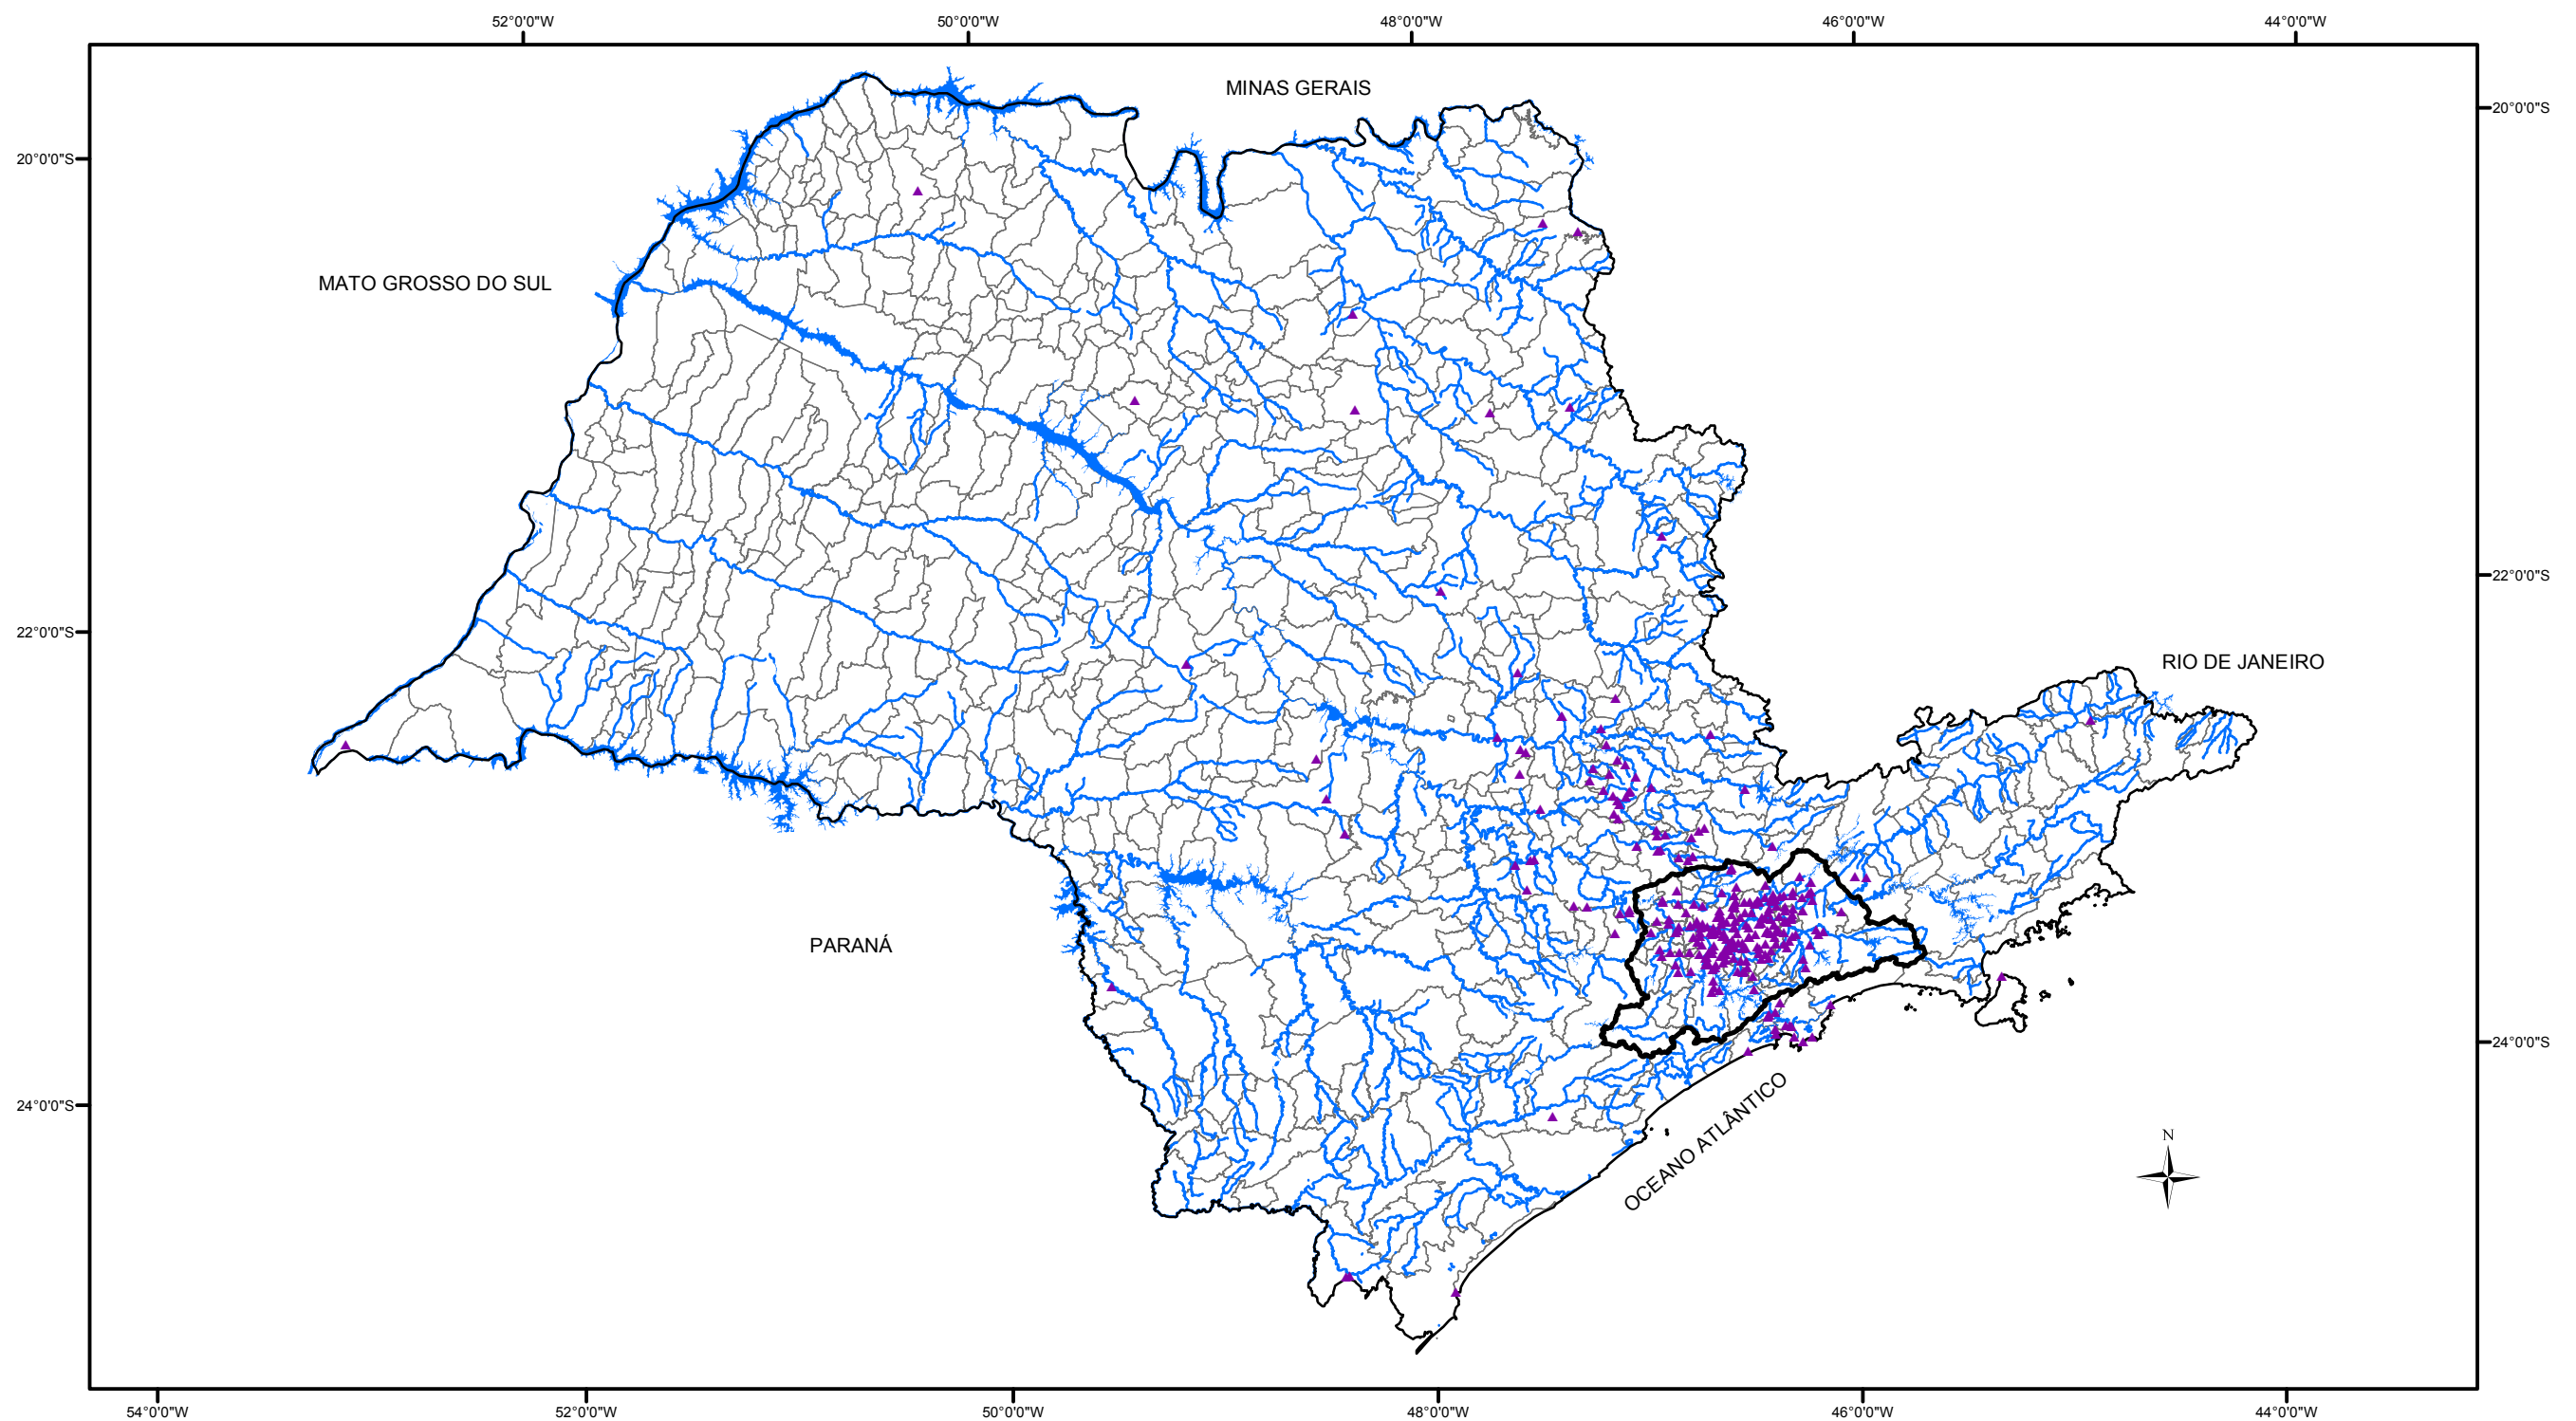 52°0'0"W
50°0'0"W
48°0'0"W
46°0'0"W
44°0'0"W
MINAS GERAIS
20°0'0"S
20°0'0"S
MATO GROSSO DO SUL
22°0'0"S
22°0'0"S
RIO DE JANEIRO
PARANÁ
24°0'0"S
24°0'0"S
OCEANO ATLÂNTICO
N
54°0'0"W
52°0'0"W
50°0'0"W
48°0'0"W
46°0'0"W
44°0'0"W